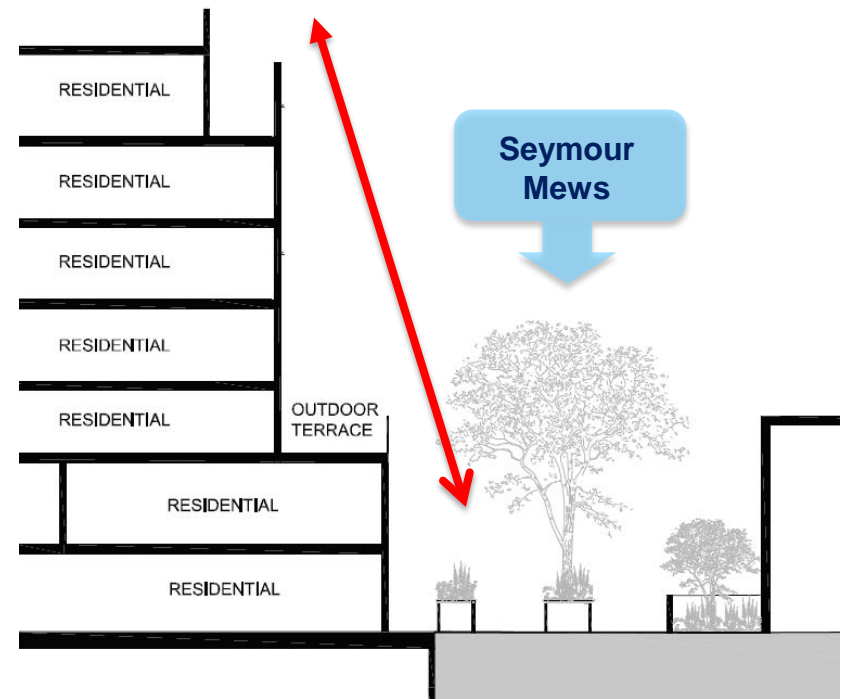 RESIDENTIAL
Seymour
Mews
RESIDENTIAL
RESIDENTIAL
RESIDENTIAL
RESIDENTIAL
OUTDOOR
TERRACE
RESIDENTIAL
RESIDENTIAL